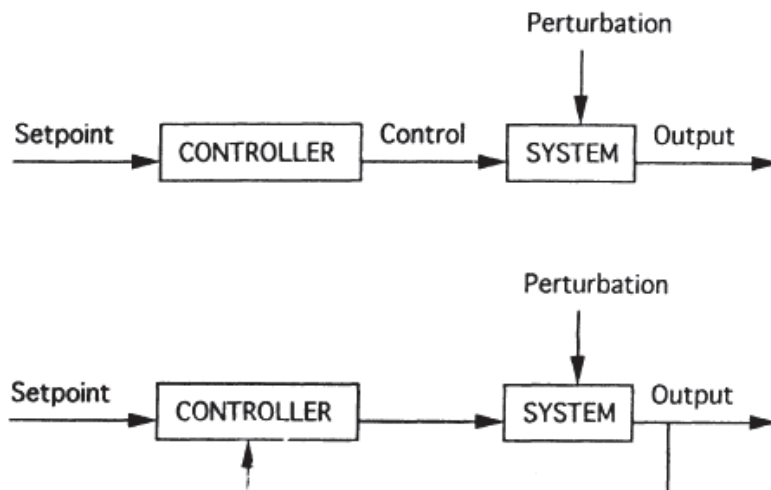 Perturbation
Setpoint
CONTROLLER
Control
SYSTEM
Output
Perturbation
Setpoint
CONTROLLER
SYSTEM
Output